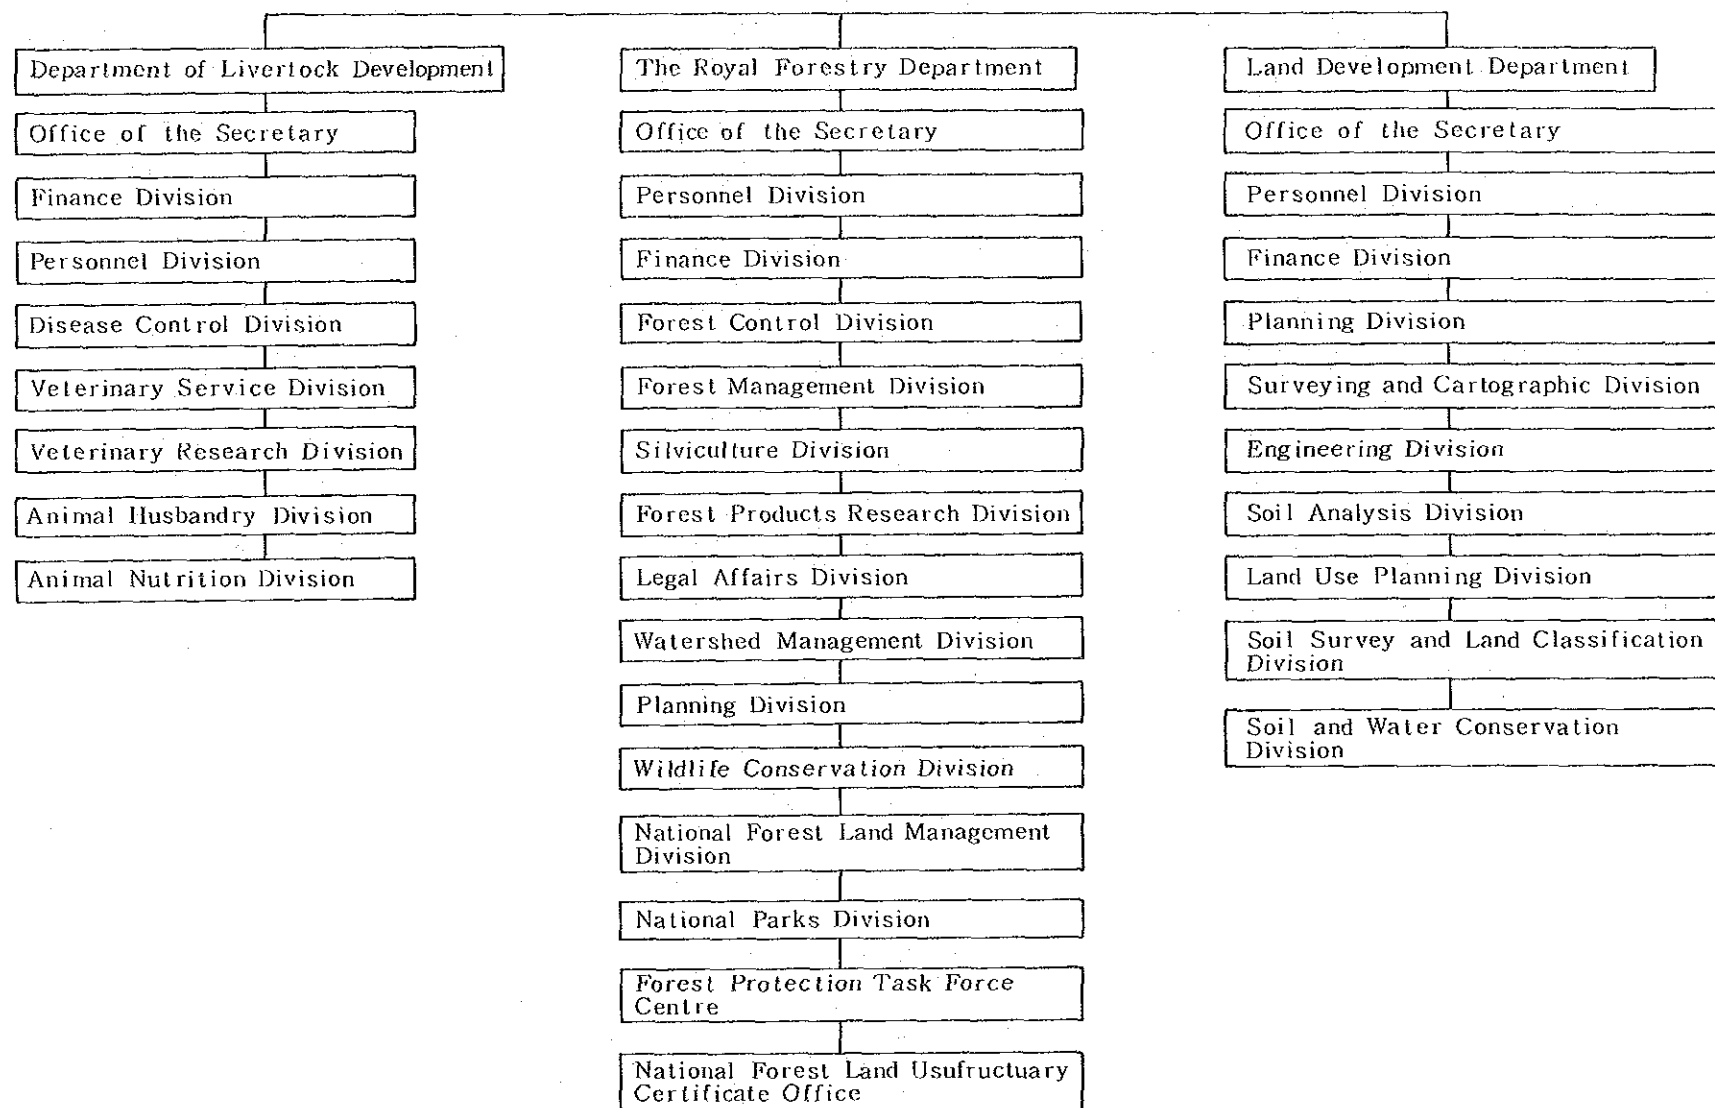 Department of Livertock Development
Office of the Secretary
Finance Division
Personnel Division
Disease Control Division
Veterinary Service Division
Veterinary Research Division
Animal Husbandry Division
Animal Nutrition Division
The Royal Forestry Department
Office of the Secretary
Personnel Division
Finance Division
Forest Control Division
Forest Management Division
Silviculture Division
Forest Products Research Division
Legal Affairs Division
Watershed Management Division
Planning Division
Wildlife Conservation Division
National Forest Land Management
Division
National Parks Division
Forest Protection Task Force
Centre
National Forest Land Usufructuary
Certificate Office
Land Development Department
Office of the Secretary
Personnel Division
Finance Division
Planning Division
Surveying and Cartographic Division
Engineering Division
Soil Analysis Division
Land Use Planning Division
Soil Survey and Land Classification
Division
Soil and Water Conservation
Division